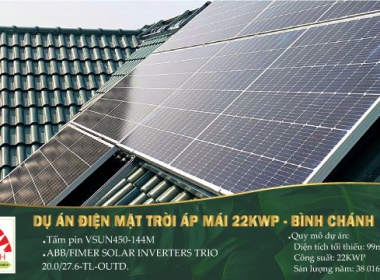 DỰ ÁN ĐIỆN MẶT TRỜI ÁP MÁI 22KWP - BÌNH CHÁNH
•Tấm pin VSUN450-144M
•ABB/FIMER SOLAR INVERTERS TRIO
20.0/27.6-TL-OUTD.
•Quy mô dự án:
Diện tích tối thiểu: 99m
Công suất: 22KWP
Sản lượng năm: 38 016